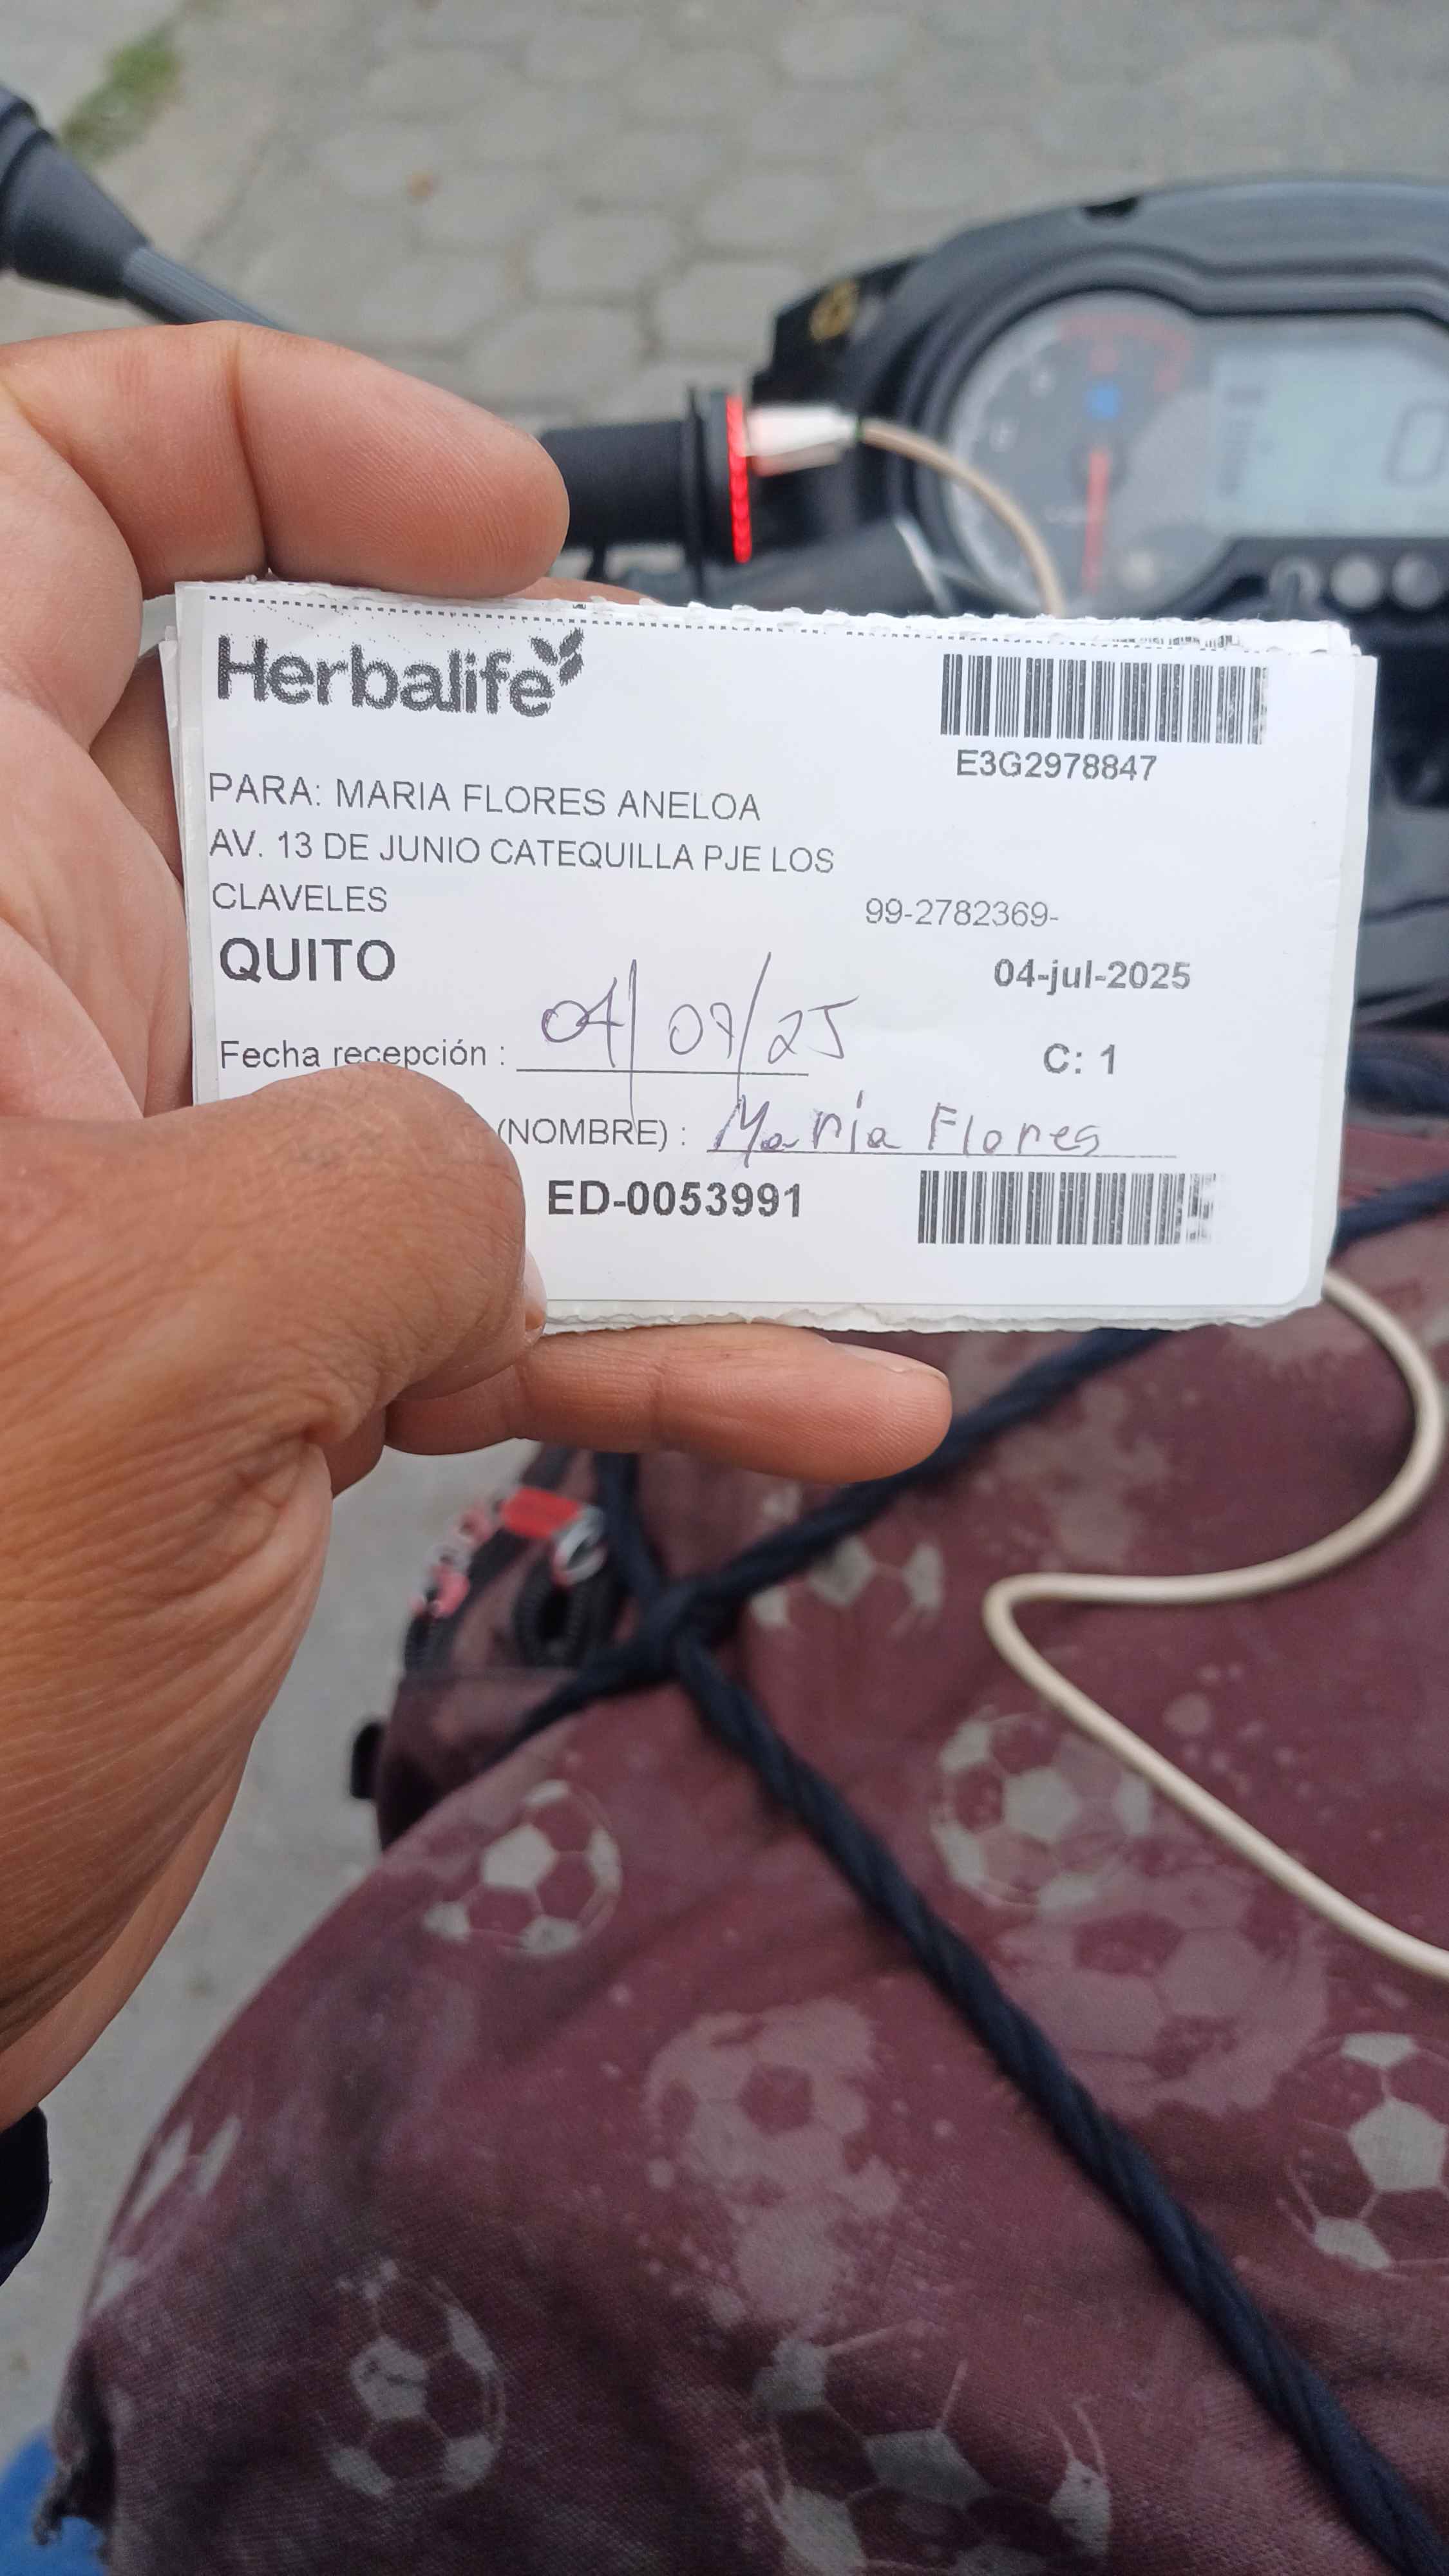 Herbalife
E3G2978847
PARA: MARIA FLORES ANELOA
AV. 13 DE JUNIO CATEQUILLA PJE LOS
CLAVELES
99-2782369-
QUITO
04-jul-2025
Fecha recepción : 04/07/25
C: 1
(NOMBRE) : Maria Flores
ED-0053991
0